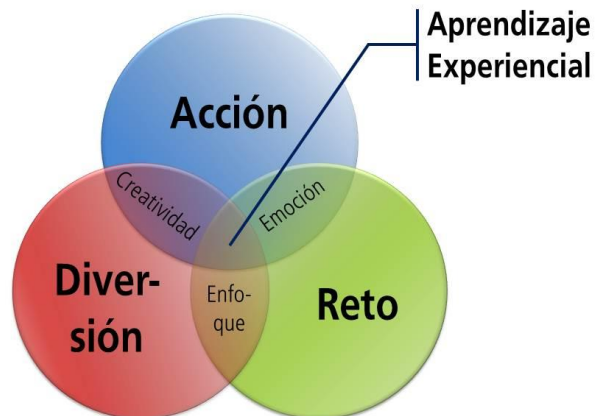 Aprendizaje
Experiencial
Acción
Creatividad
Emoción
Diver-
sión
Enfo-
que
Reto